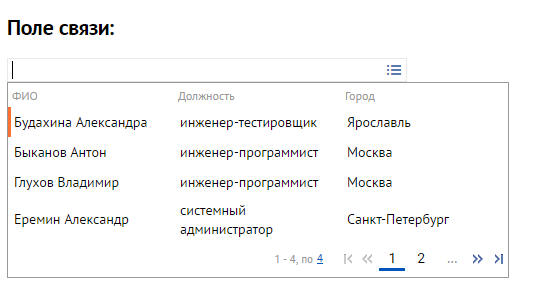 Поле связи:
ФИО Должность Город
Будахина Александра инженер-тестировщик Ярославль
Быканов Антон инженер-программист Москва
Глухов Владимир инженер-программист Москва
Еремин Александр системный администратор Санкт-Петербург
1 - 4, по 4 1 2 ...